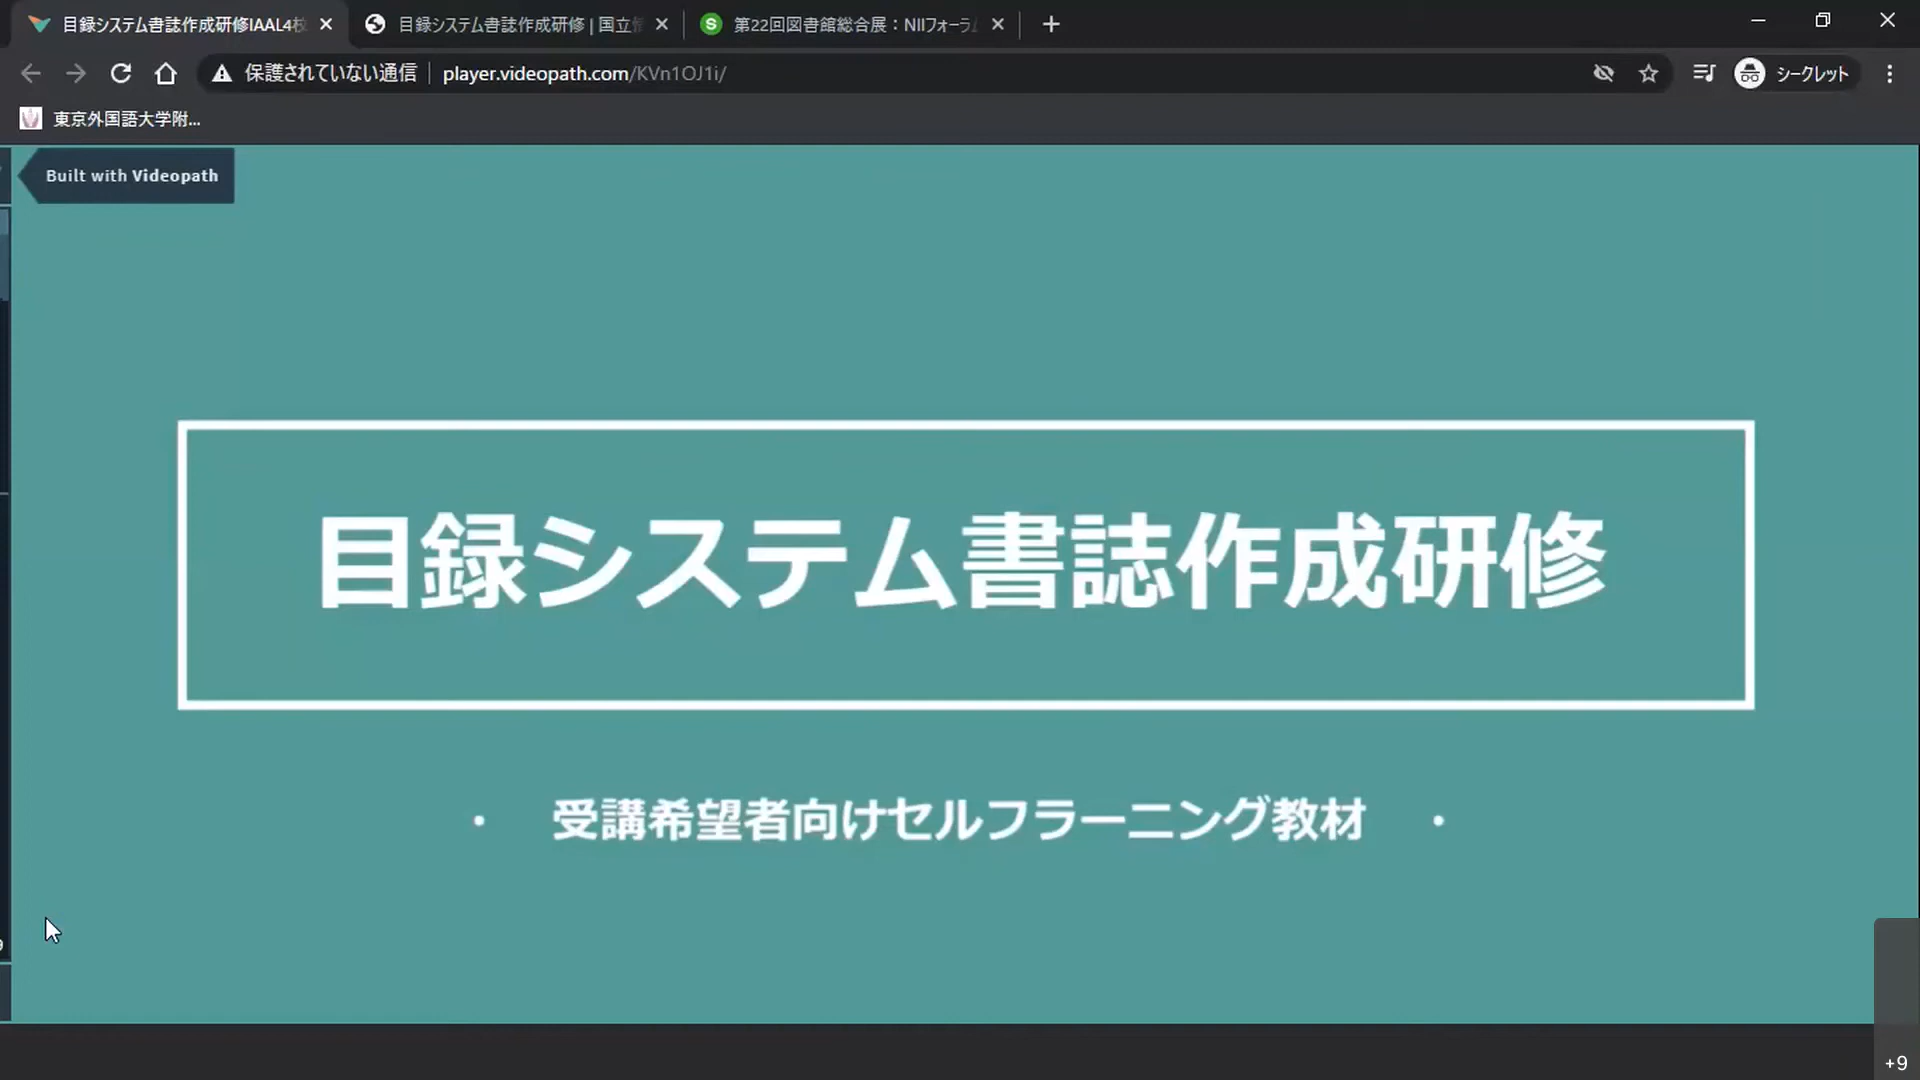 目録システム書誌作成研修IAAL4校
目録システム書誌作成研修 | 国立情
第22回図書館総合展：NIIフォーラム
保護されていない通信
player.videopath.com/KVn1OJ1i/
シークレット
東京外国語大学附...
Built with Videopath
目録システム書誌作成研修
・ 受講希望者向けセルフラーニング教材 ・
+9